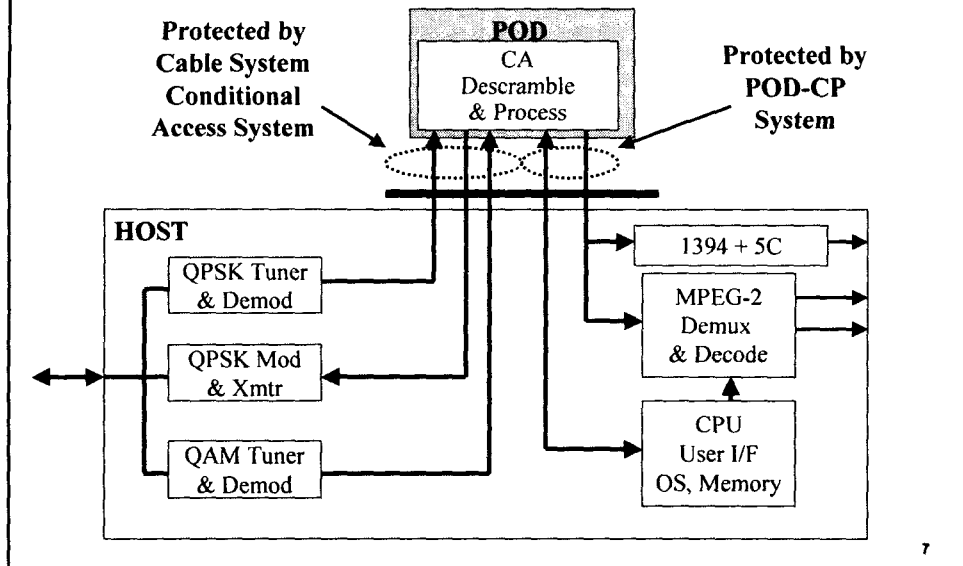 Protected by
Cable System
Conditional
Access System
POD
CA
Descramble
& Process
Protected by
POD-CP
System
HOST
QPSK Tuner
& Demod
QPSK Mod
& Xmtr
QAM Tuner
& Demod
1394 + 5C
MPEG-2
Demux
& Decode
CPU
User I/F
OS, Memory
7